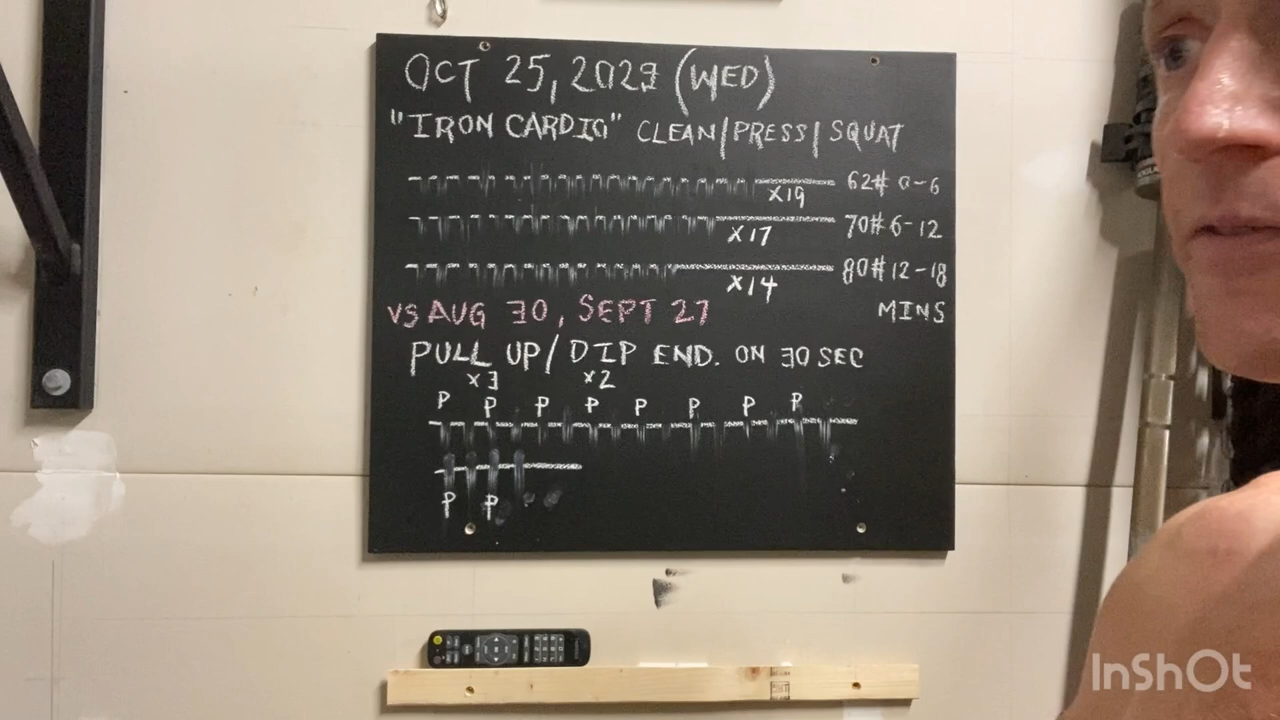 OCT 25, 2023 (WED)
"IRON CARDIO" CLEAN/PRESS/SQUAT
x19 62# 0-6
x17 70# 6-12
x14 80# 12-18
MINS
VS AUG 30, SEPT 27
PULL UP/DIP END. ON 30 SEC
x3 x2
P P P P P P P P
P P
InShOt